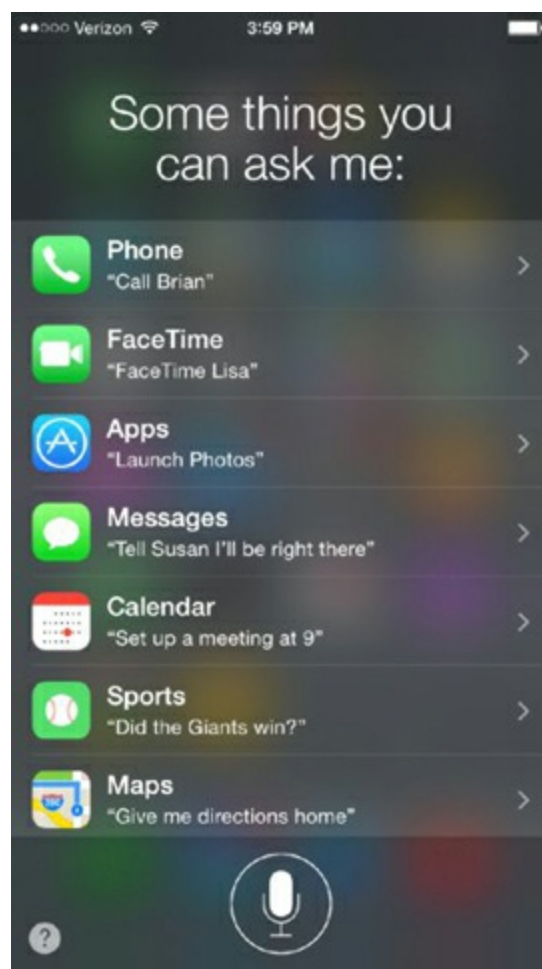 Verizon 3:59 PM
Some things you
can ask me:
Phone
“Call Brian”
FaceTime
“FaceTime Lisa”
Apps
“Launch Photos”
Messages
“Tell Susan I’ll be right there”
Calendar
“Set up a meeting at 9”
Sports
“Did the Giants win?”
Maps
“Give me directions home”
?